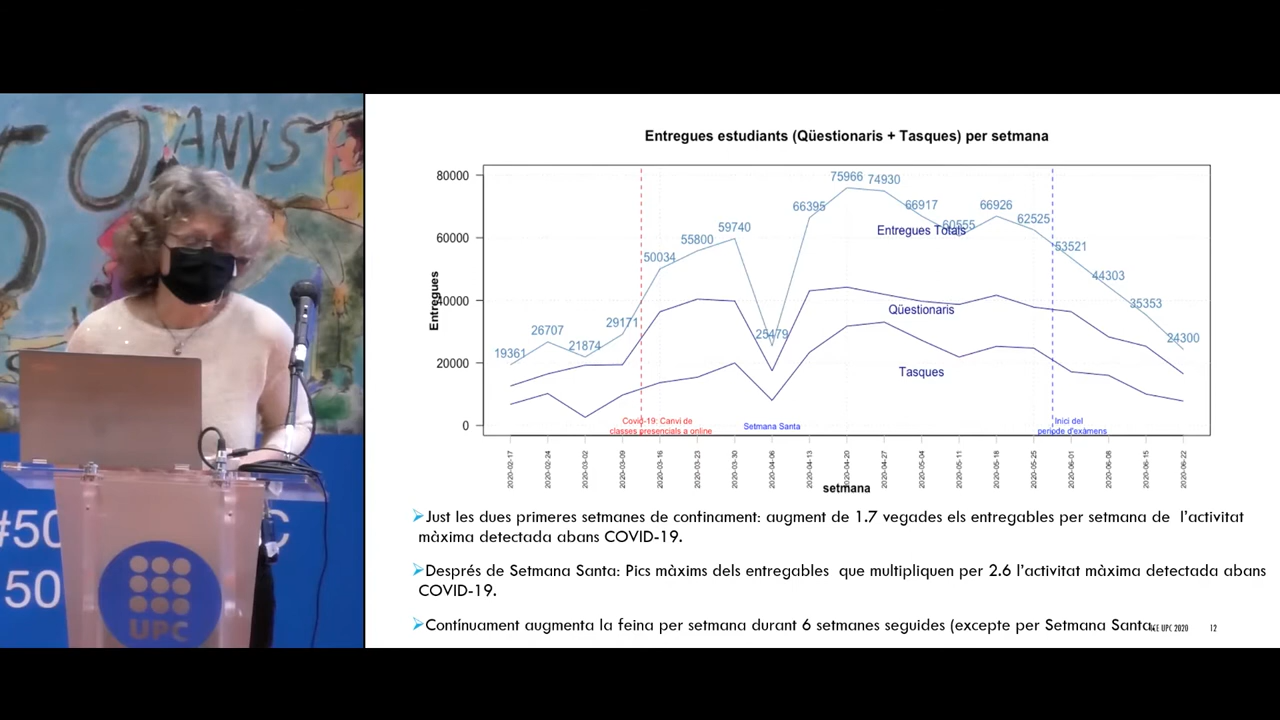 50 ANYS
#50
C
50
UPC
Entregues estudiants (Qüestionaris + Tasques) per setmana
Entregues
80000
60000
40000
20000
0
19361
26707
21874
29171
50034
55800
59740
25479
66395
75966
74930
66917
60555
66926
62525
53521
44303
35353
24300
Entregues Totals
Qüestionaris
Tasques
Covid-19: Canvi de
classes presencials a online
Setmana Santa
Inici del
període d'exàmens
2020-02-17
2020-02-24
2020-03-02
2020-03-09
2020-03-16
2020-03-23
2020-03-30
2020-04-06
2020-04-13
2020-04-20
2020-04-27
2020-05-04
2020-05-11
2020-05-18
2020-05-25
2020-06-01
2020-06-08
2020-06-15
2020-06-22
setmana
➢Just les dues primeres setmanes de continament: augment de 1.7 vegades els entregables per setmana de l'activitat
màxima detectada abans COVID-19.
➢Després de Setmana Santa: Pics màxims dels entregables que multipliquen per 2.6 l'activitat màxima detectada abans
COVID-19.
➢Contínuament augmenta la feina per setmana durant 6 setmanes seguides (excepte per Setmana Santa
UPC 2020
12